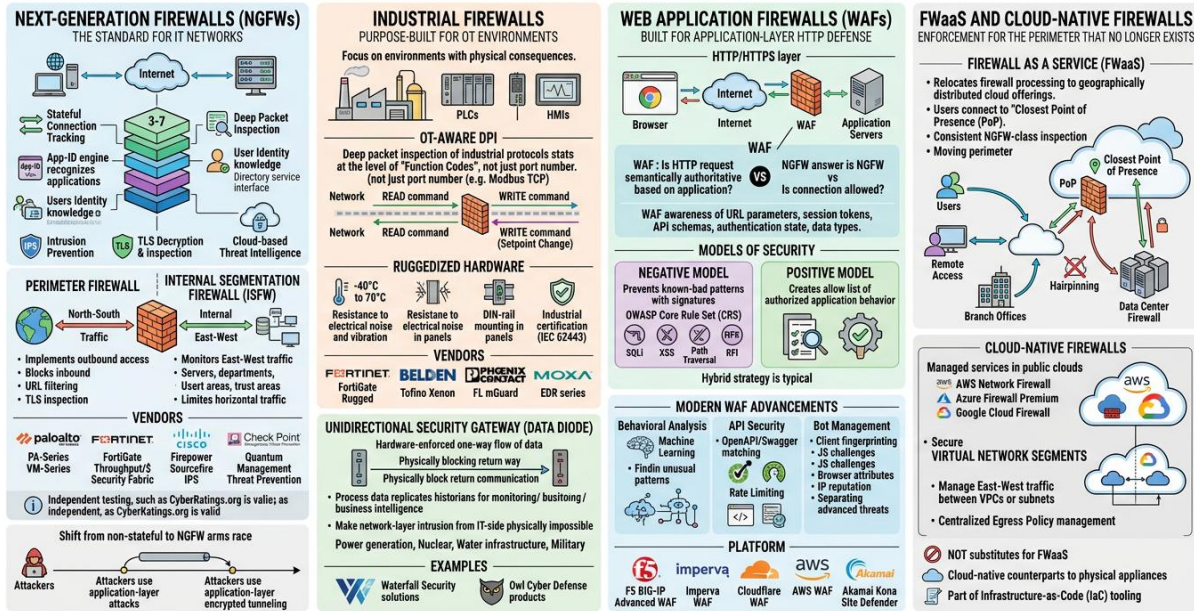 NEXT-GENERATION FIREWALLS (NGFWs)
THE STANDARD FOR IT NETWORKS
Internet
Stateful
Connection
Tracking
3-7
Deep Packet
Inspection
App-ID engine
recognizes
applications
User Identity
knowledge
Directory service
interface
Users Identity
knowledge
IPS
Intrusion
Prevention
TLS
TLS Decryption
& Inspection
Cloud-based
Threat Intelligence
PERIMETER FIREWALL
INTERNAL SEGMENTATION
FIREWALL (ISFW)
North-South
Traffic
Internal
East-West
• Implements outbound access
• Blocks inbound
• URL filtering
• TLS inspection
• Monitors East-West traffic
• Servers, departments,
Usert areas, trust areas
• Limites horizontal traffic
VENDORS
paloalto
PA-Series
VM-Series
FORTINET
FortiGate
Throughput/$
Security Fabric
CISCO
Firepower
Sourcefire
IPS
Check Point
Quantum
Management
Threat Prevention
Independent testing, such as CyberRatings.org is valie; as
independent, as CyberKatings.org is valid
Shift from non-stateful to NGFW arms race
Attackers
Attackers use
application-layer
attacks
Attackers use
application-layer
encrypted tunneling
INDUSTRIAL FIREWALLS
PURPOSE-BUILT FOR OT ENVIRONMENTS
Focus on environments with physical consequences.
PLCs
HMIs
OT-AWARE DPI
Deep packet inspection of industrial protocols stats
at the level of "Function Codes", not just port number.
(not just port number (e.g. Modbus TCP)
Network
READ command
WRITE command
Network
READ command
WRITE command
(Setpoint Change)
RUGGEDIZED HARDWARE
-40°C
to 70°C
Resistance to
electrical noise
and vibration
Resistane to
electrical noise
in panels
DIN-rail
mounting in
panels
Industrial
certification
(IEC 62443)
VENDORS
FORTINET
FortiGate
Rugged
BELDEN
Tofino Xenon
PHOENIX
CONTACT
FL mGuard
MOXA
EDR series
UNIDIRECTIONAL SECURITY GATEWAY (DATA DIODE)
Hardware-enforced one-way flow of data
Physically blocking return way
Physically block return communication
• Process data replicates historians for monitoring/ busitoing/
business intelligence
• Make network-layer intrusion from IT-side physically impossible
Power generation, Nuclear, Water infrastructure, Military
EXAMPLES
Waterfall Security
solutions
Owl Cyber Defense
products
WEB APPLICATION FIREWALLS (WAFs)
BUILT FOR APPLICATION-LAYER HTTP DEFENSE
HTTP/HTTPS layer
Browser
Internet
Internet
WAF
Application
Servers
WAF
WAF : Is HTTP request
semantically authoritative
based on application?
VS
NGFW answer is NGFW
vs
Is connection allowed?
WAF awareness of URL parameters, session tokens,
API schemas, authentication state, data types.
MODELS OF SECURITY
NEGATIVE MODEL
Prevents known-bad patterns
with signatures
OWASP Core Rule Set (CRS)
SQLi
XSS
Path
Traversal
RFI
POSITIVE MODEL
Creates allow list of
authorized application behavior
Hybrid strategy is typical
MODERN WAF ADVANCEMENTS
Behavioral Analysis
Machine
Learning
• Findin unusual
patterns
API Security
• OpenAPI/Swagger
matching
Rate Limiting
Bot Management
• Client fingerprinting
• JS challenges
• JS challenges
• Browser attributes
• IP reputation
• Separating
advanced threats
PLATFORM
F5 BIG-IP
Advanced WAF
imperva
Imperva
WAF
Cloudflare
WAF
aws
AWS WAF
Akamai
Akamai Kona
Site Defender
FWaaS AND CLOUD-NATIVE FIREWALLS
ENFORCEMENT FOR THE PERIMETER THAT NO LONGER EXISTS
FIREWALL AS A SERVICE (FWaaS)
• Relocates firewall processing to geographically
distributed cloud offerings.
• Users connect to "Closest Point of
Presence (PoP).
• Consistent NGFW-class inspection
• Moving perimeter
Closest Point
of Presence
PoP
Users
Remote
Access
Branch Offices
Hairpinning
Data Center
Firewall
CLOUD-NATIVE FIREWALLS
Managed services in public clouds
aws AWS Network Firewall
Azure Firewall Premium
Google Cloud Firewall
aws
• Secure
VIRTUAL NETWORK SEGMENTS
• Manage East-West traffic
between VPCs or subnets
• Centralized Egress Policy management
NOT substitutes for FWaaS
Cloud-native counterparts to physical appliances
Part of Infrastructure-as-Code (IaC) tooling